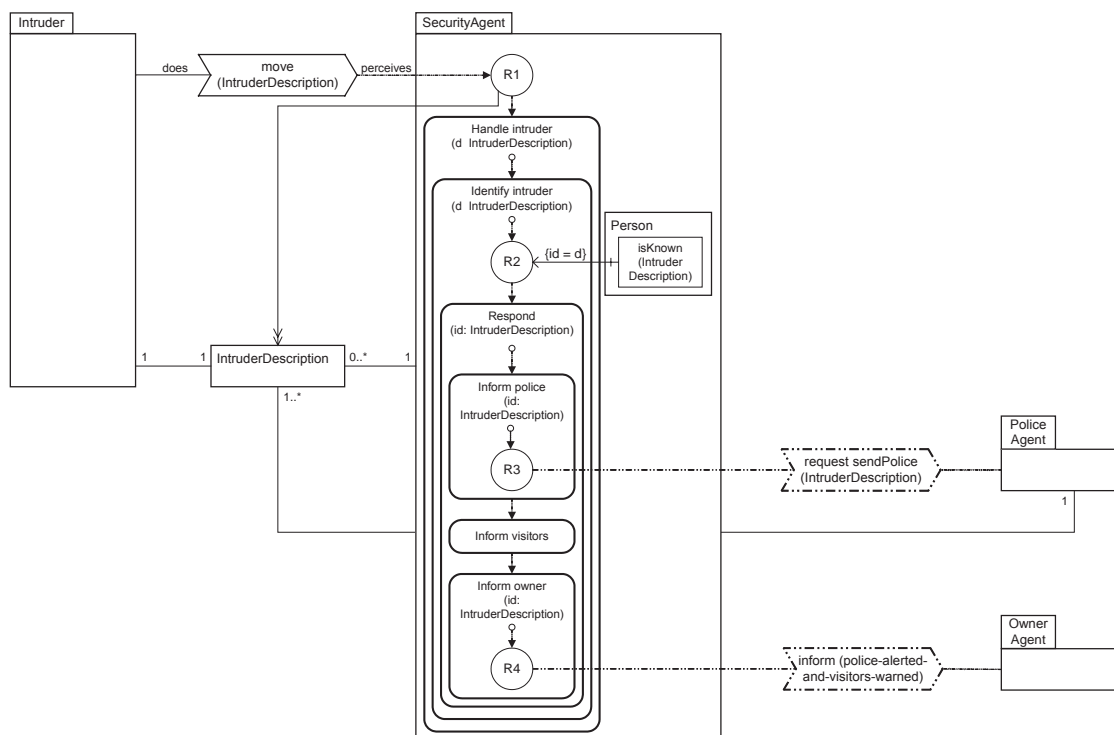 Intruder
SecurityAgent
does
move
(IntruderDescription)
perceives
R1
Handle intruder
(d IntruderDescription)
Identify intruder
(d IntruderDescription)
Person
isKnown
(Intruder
Description)
{id = d}
R2
Respond
(id: IntruderDescription)
1
1
IntruderDescription
0..*
1
1..*
Inform police
(id:
IntruderDescription)
R3
request sendPolice
(IntruderDescription)
Police
Agent
1
Inform visitors
Inform owner
(id:
IntruderDescription)
R4
inform (police-alerted-
and-visitors-warned)
Owner
Agent